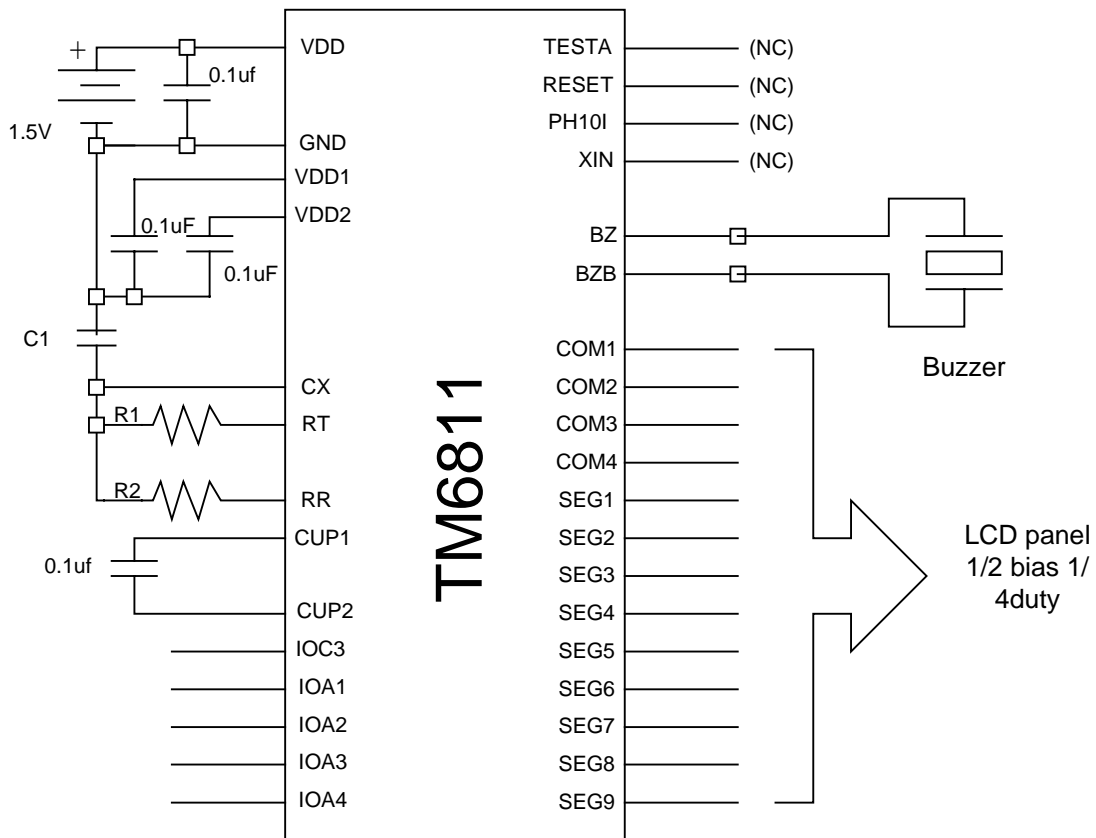 +
1.5V
0.1uf
0.1uF
0.1uF
C1
R1
R2
0.1uf
VDD
GND
VDD1
VDD2
CX
RT
RR
CUP1
CUP2
IOC3
IOA1
IOA2
IOA3
IOA4
TM6811
TESTA
RESET
PH10I
XIN
BZ
BZB
COM1
COM2
COM3
COM4
SEG1
SEG2
SEG3
SEG4
SEG5
SEG6
SEG7
SEG8
SEG9
(NC)
(NC)
(NC)
(NC)
Buzzer
LCD panel
1/2 bias 1/
4duty